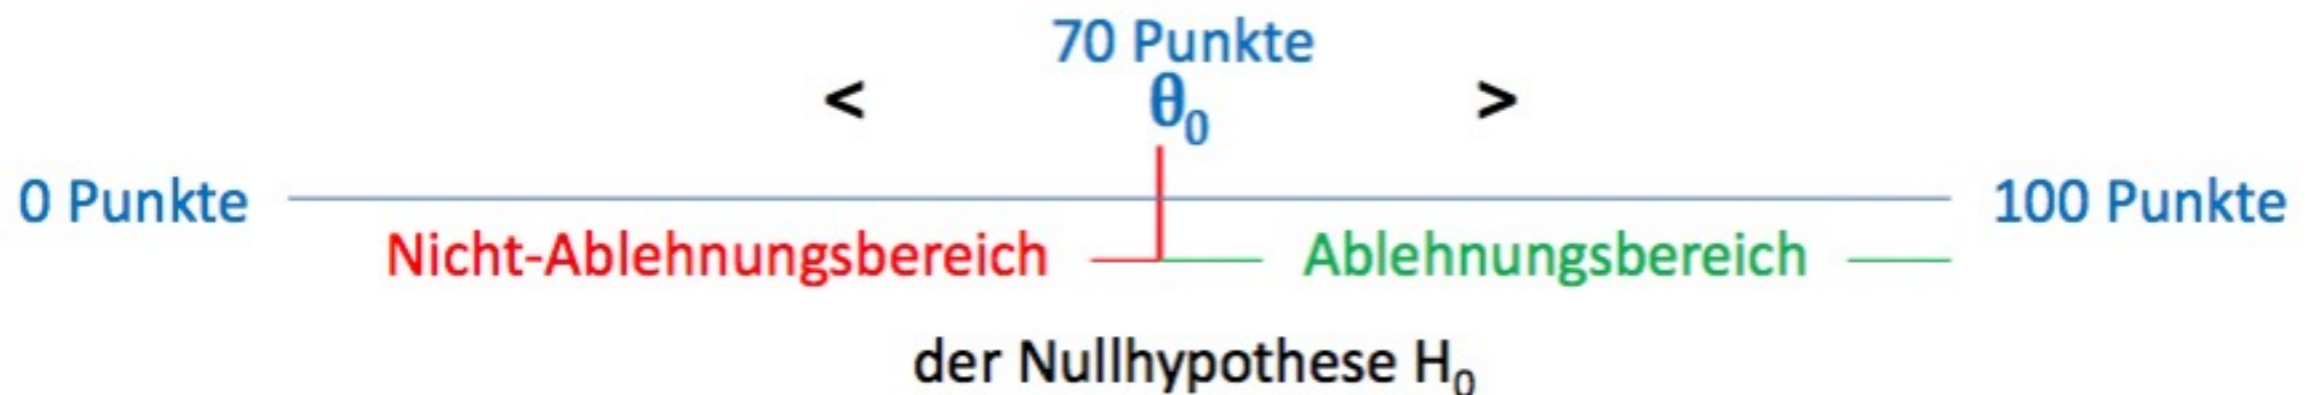 70 Punkte
< θ₀ >
0 Punkte 100 Punkte
Nicht-Ablehnungsbereich Ablehnungsbereich
der Nullhypothese H₀